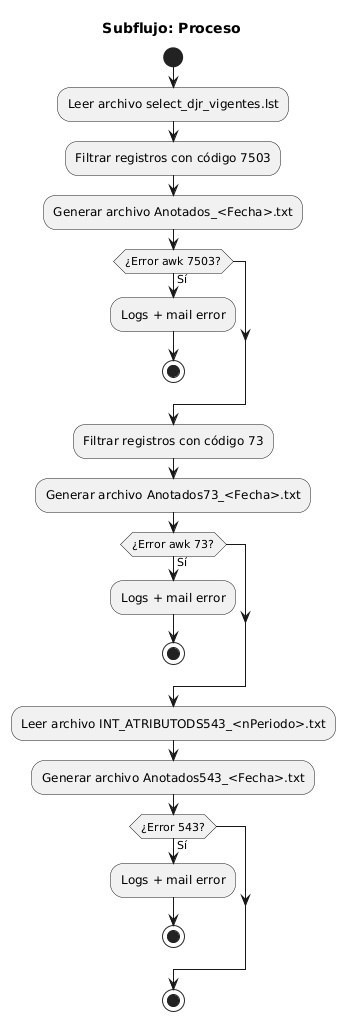 Subflujo: Proceso
Leer archivo select_djr_vigentes.lst
Filtrar registros con código 7503
Generar archivo Anotados_<Fecha>.txt
¿Error awk 7503?
Sí
Logs + mail error
Filtrar registros con código 73
Generar archivo Anotados73_<Fecha>.txt
¿Error awk 73?
Sí
Logs + mail error
Leer archivo INT_ATRIBUTODS543_<nPeriodo>.txt
Generar archivo Anotados543_<Fecha>.txt
¿Error 543?
Sí
Logs + mail error